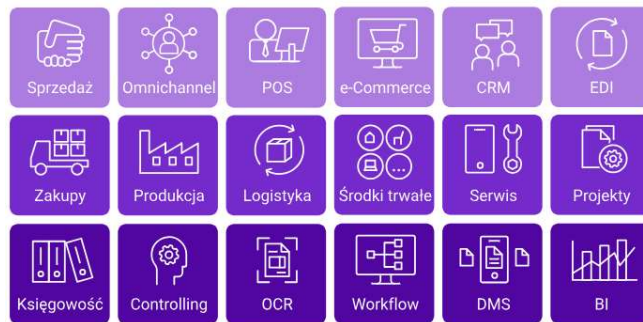 Sprzedaż
Omnichannel
POS
e-Commerce
CRM
EDI
Zakupy
Produkcja
Logistyka
Środki trwałe
Serwis
Projekty
Księgowość
Controlling
OCR
Workflow
DMS
BI